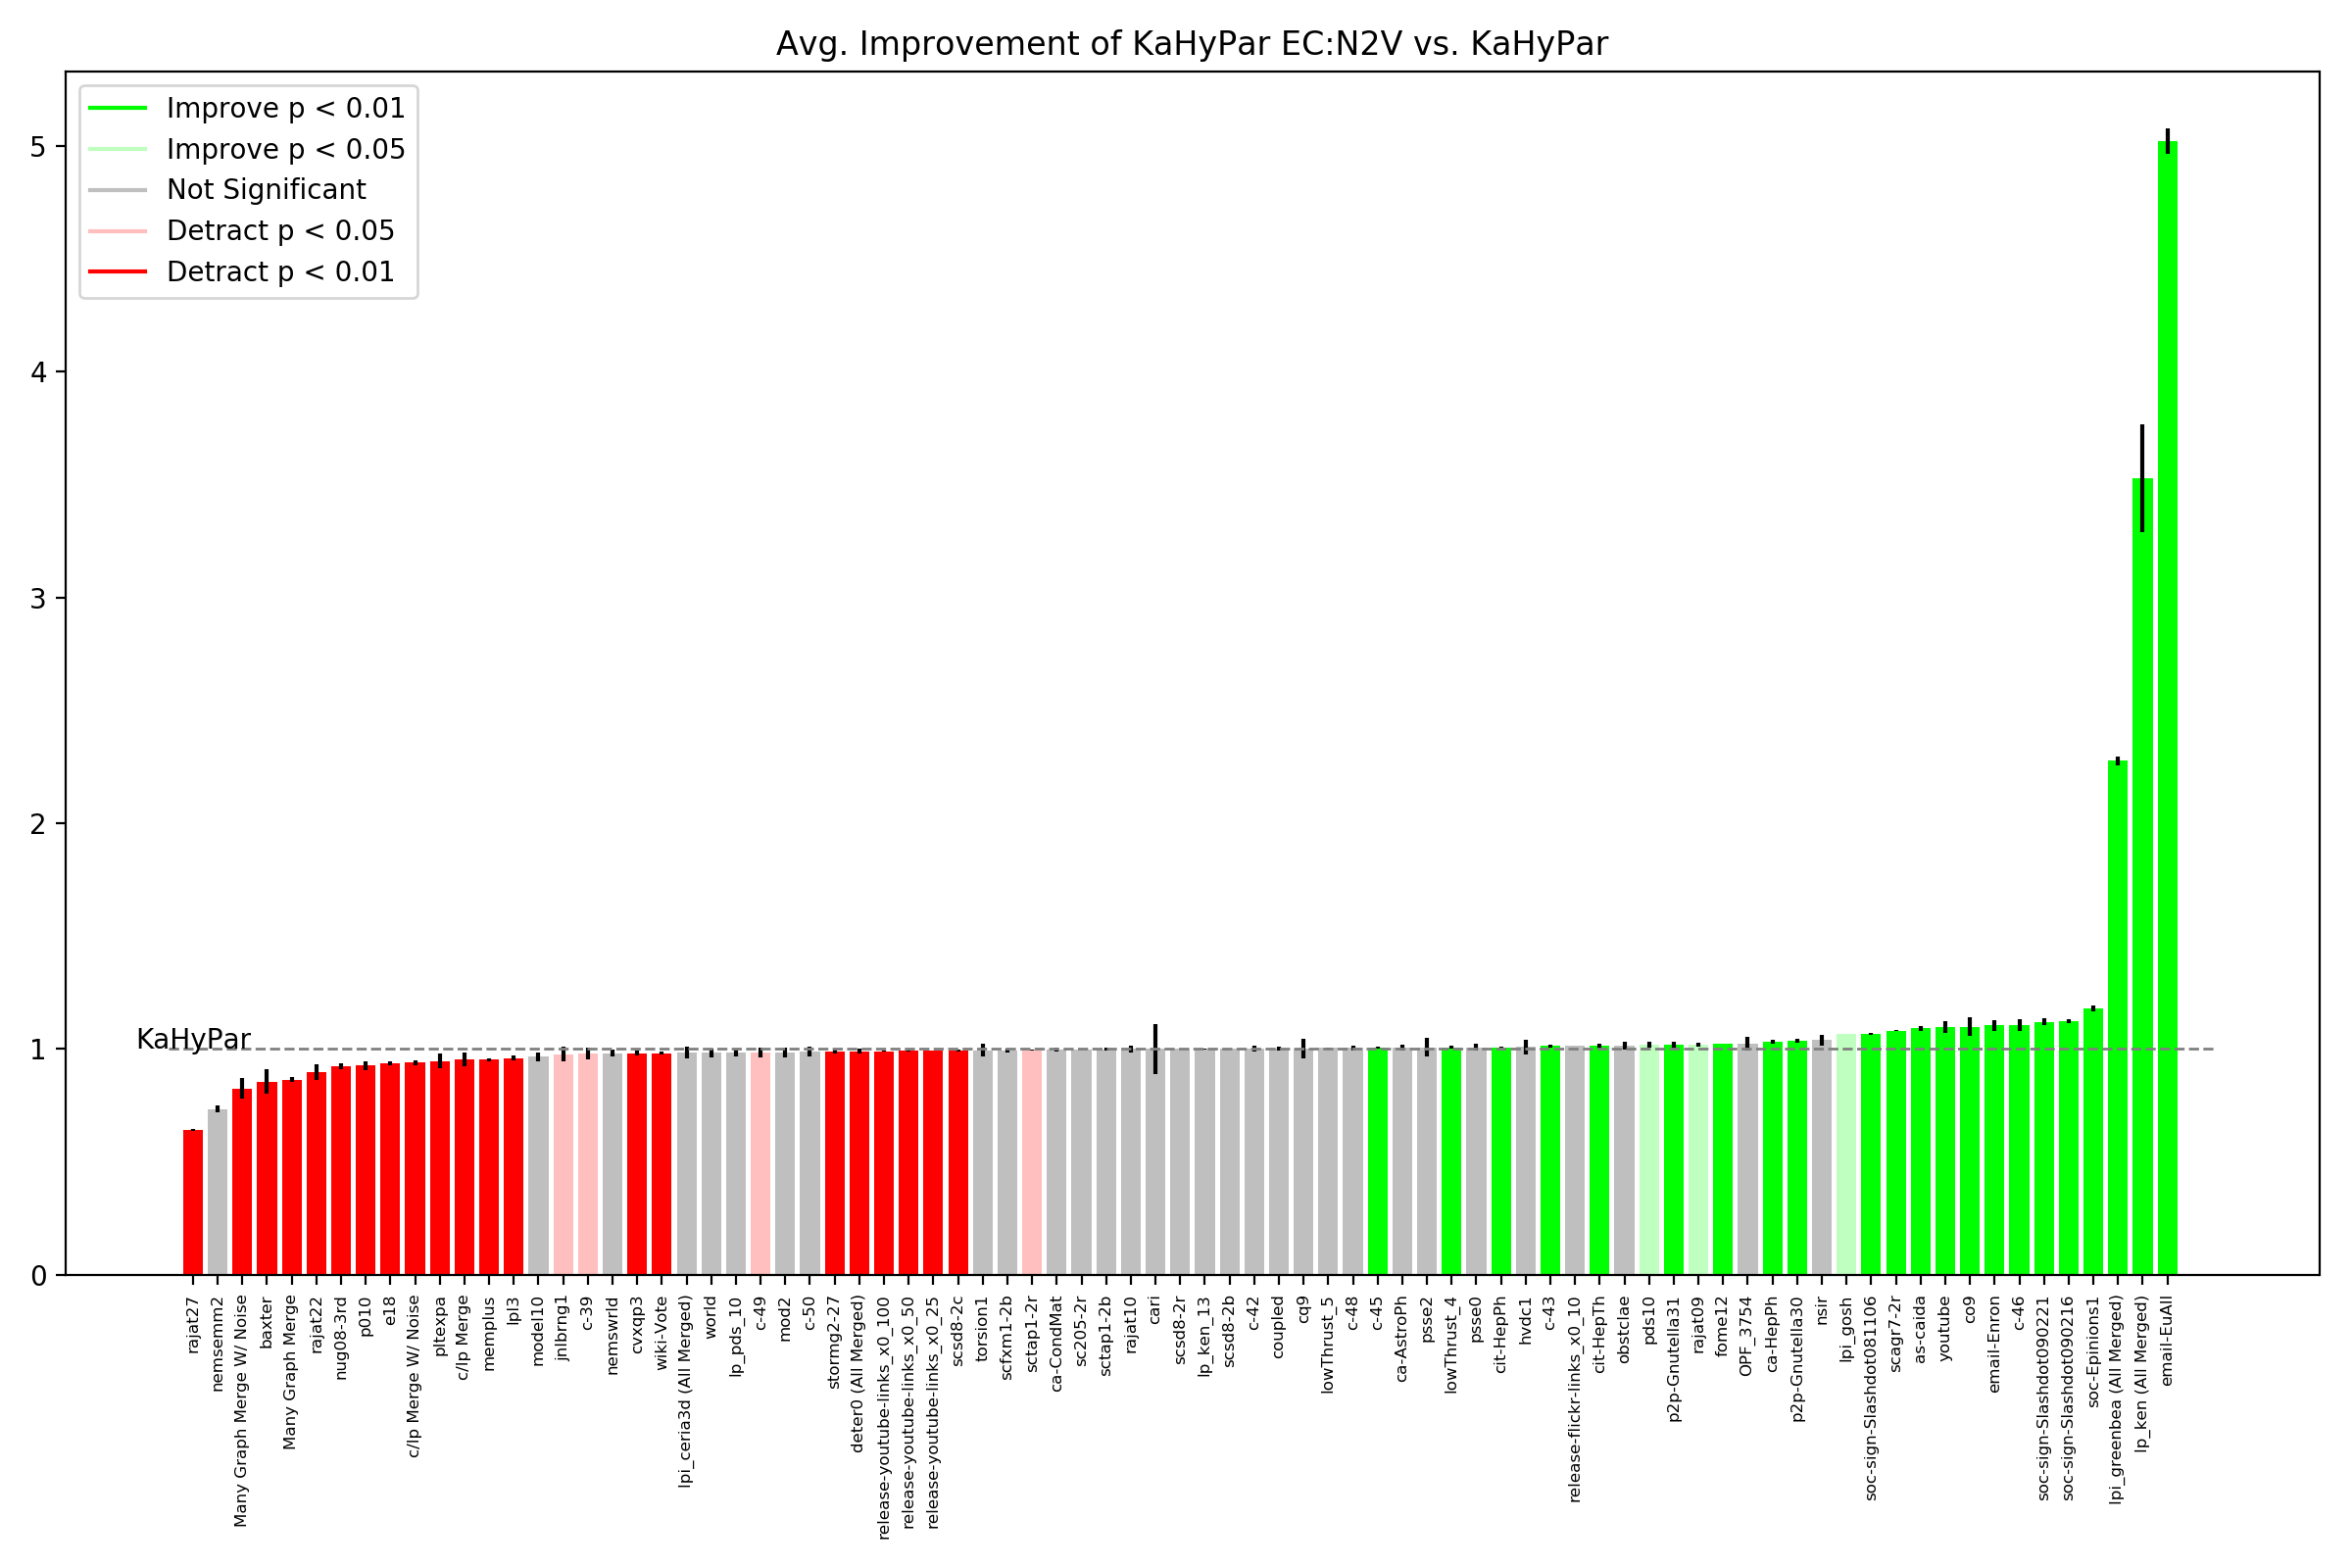 Avg. Improvement of KaHyPar EC:N2V vs. KaHyPar
Improve p < 0.01
Improve p < 0.05
Not Significant
Detract p < 0.05
Detract p < 0.01
5
4
3
2
1
0
KaHyPar
rajat27
nemsemm2
Many Graph Merge W/ Noise
baxter
Many Graph Merge
rajat22
nug08-3rd
p010
e18
c/lp Merge W/ Noise
pltexpa
c/lp Merge
memplus
lpl3
model10
jnlbrng1
c-39
nemswrld
cvxqp3
wiki-Vote
lpi_ceria3d (All Merged)
world
lp_pds_10
c-49
mod2
c-50
stormg2-27
deter0 (All Merged)
release-youtube-links_x0_100
release-youtube-links_x0_50
release-youtube-links_x0_25
scsd8-2c
torsion1
scfxm1-2b
sctap1-2r
ca-CondMat
sc205-2r
sctap1-2b
rajat10
cari
scsd8-2r
lp_ken_13
scsd8-2b
c-42
coupled
cq9
lowThrust_5
c-48
c-45
ca-AstroPh
psse2
lowThrust_4
psse0
cit-HepPh
hvdc1
c-43
release-flickr-links_x0_10
cit-HepTh
obstclae
pds10
p2p-Gnutella31
rajat09
fome12
OPF_3754
ca-HepPh
p2p-Gnutella30
nsir
lpi_gosh
soc-sign-Slashdot081106
scagr7-2r
as-caida
youtube
co9
email-Enron
c-46
soc-sign-Slashdot090221
soc-sign-Slashdot090216
soc-Epinions1
lpi_greenbea (All Merged)
lp_ken (All Merged)
email-EuAll